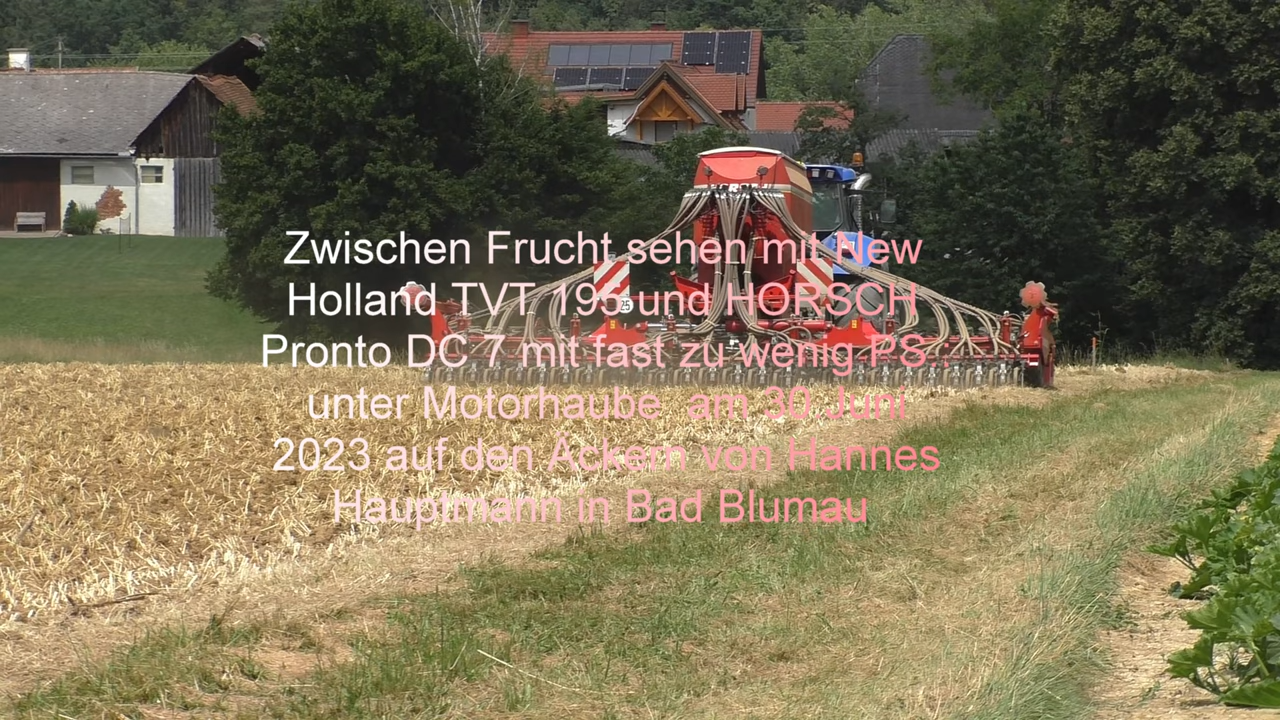 Zwischen Frucht sehen mit New
Holland TVT 195 und HORSCH
Pronto DC 7 mit fast zu wenig PS
unter Motorhaube am 30.Juni
2023 auf den Äckern von Hannes
Hauptmann in Bad Blumau
25